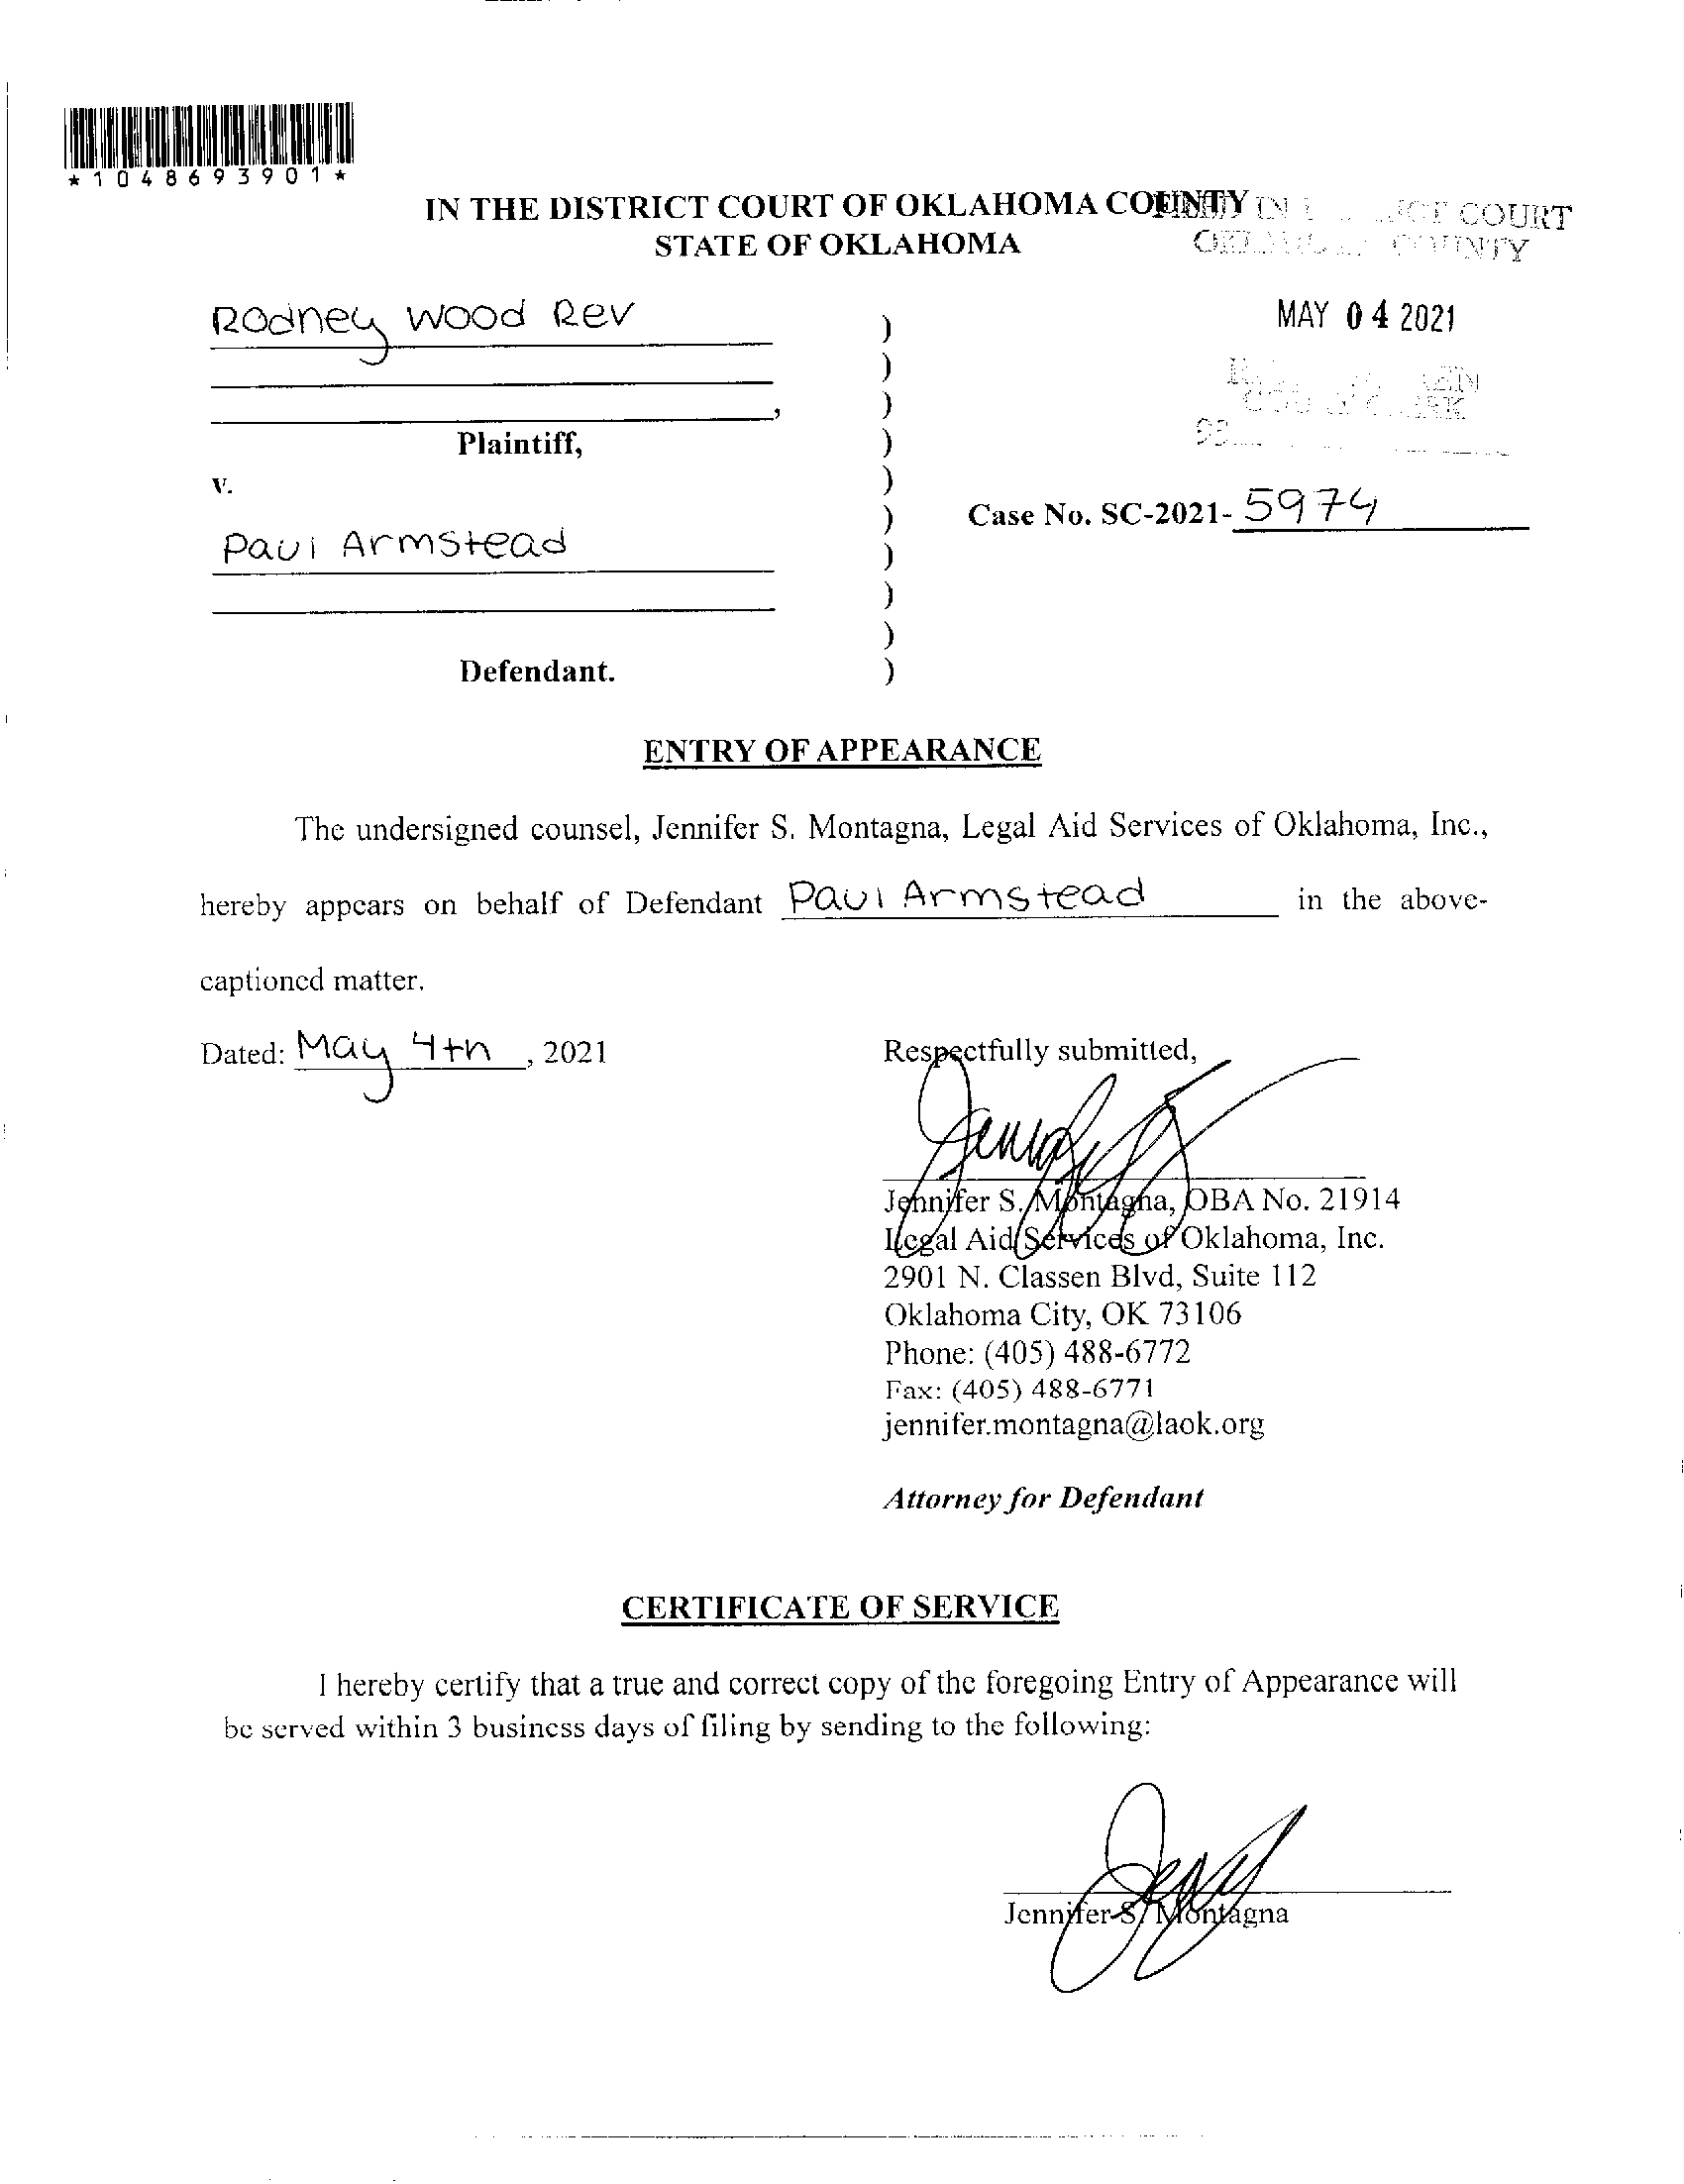 *1048693901*
IN THE DISTRICT COURT OF OKLAHOMA COUNTY
STATE OF OKLAHOMA
COURT
COUNTY
MAY 04 2021
Rodney Wood Rev
)
)
)
,
Plaintiff,
)
v.
)
)
Case No. SC-2021- 5974
Paul Armstead
)
)
)
Defendant.
)
ENTRY OF APPEARANCE
The undersigned counsel, Jennifer S. Montagna, Legal Aid Services of Oklahoma, Inc.,
hereby appears on behalf of Defendant Paul Armstead in the above-
captioned matter.
Dated: May 4th, 2021
Respectfully submitted,
Jennifer S. Montagna, OBA No. 21914
Legal Aid Services of Oklahoma, Inc.
2901 N. Classen Blvd, Suite 112
Oklahoma City, OK 73106
Phone: (405) 488-6772
Fax: (405) 488-6771
jennifer.montagna@laok.org
Attorney for Defendant
CERTIFICATE OF SERVICE
I hereby certify that a true and correct copy of the foregoing Entry of Appearance will
be served within 3 business days of filing by sending to the following:
Jennifer S. Montagna